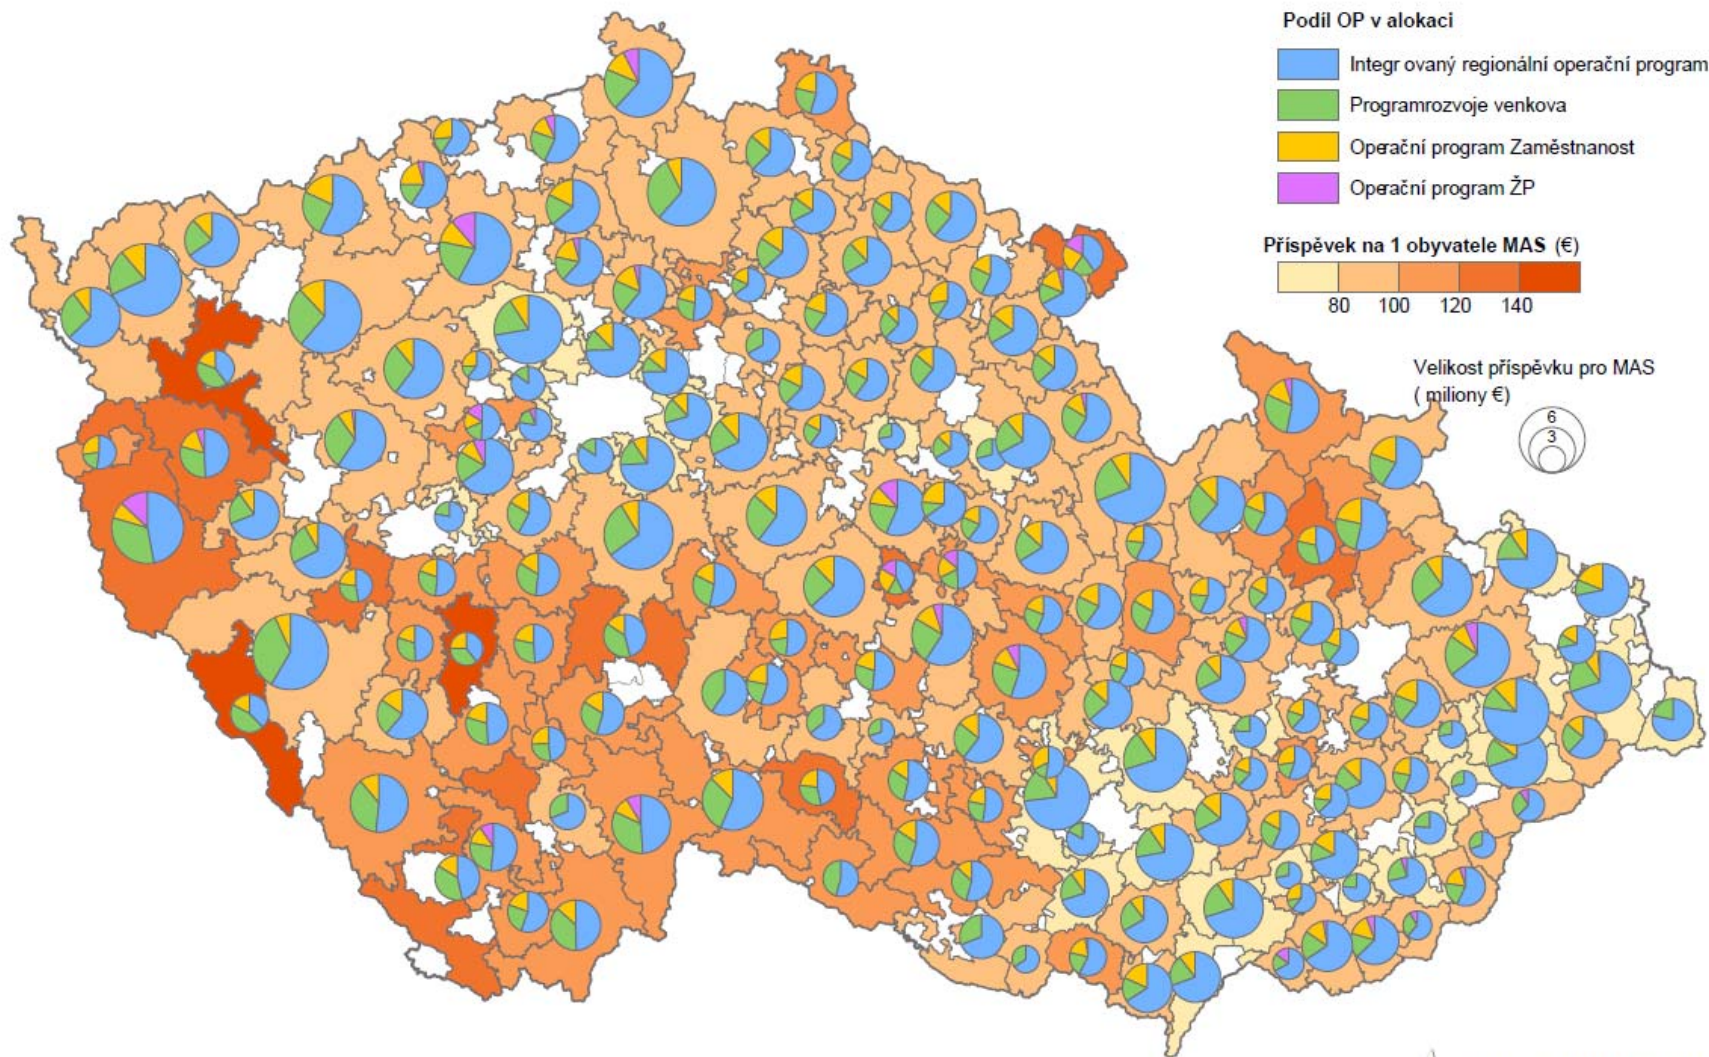 Podíl OP v alokaci
Integr ovaný regionální operační program
Programrozvoje venkova
Operační program Zaměstnanost
Operační program ŽP
Příspěvek na 1 obyvatele MAS (€)
80 100 120 140
Velikost příspěvku pro MAS
( miliony €)
6
3